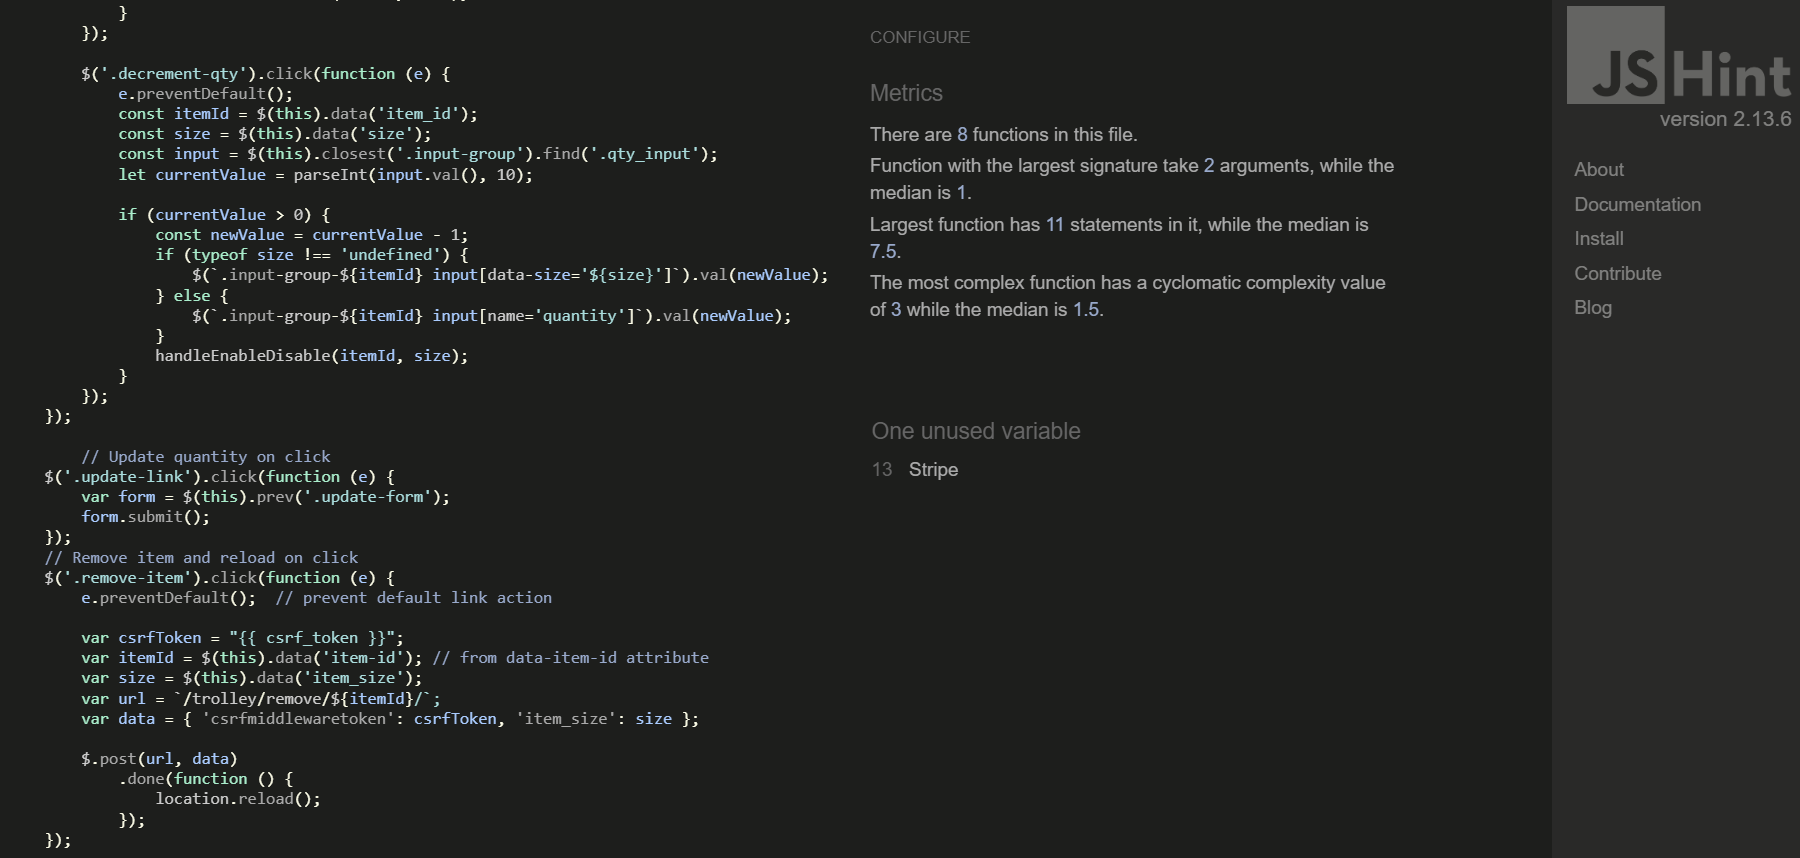 }
});
$('.decrement-qty').click(function (e) {
e.preventDefault();
const itemId = $(this).data('item_id');
const size = $(this).data('size');
const input = $(this).closest('.input-group').find('.qty_input');
let currentValue = parseInt(input.val(), 10);
if (currentValue > 0) {
const newValue = currentValue - 1;
if (typeof size !== 'undefined') {
$(`.input-group-${itemId} input[data-size='${size}']`).val(newValue);
} else {
$(`.input-group-${itemId} input[name='quantity']`).val(newValue);
}
handleEnableDisable(itemId, size);
}
});
});
// Update quantity on click
$('.update-link').click(function (e) {
var form = $(this).prev('.update-form');
form.submit();
});
// Remove item and reload on click
$('.remove-item').click(function (e) {
e.preventDefault();  // prevent default link action
var csrfToken = "{{ csrf_token }}";
var itemId = $(this).data('item-id'); // from data-item-id attribute
var size = $(this).data('item_size');
var url = `/trolley/remove/${itemId}/`;
var data = { 'csrfmiddlewaretoken': csrfToken, 'item_size': size };
$.post(url, data)
.done(function () {
location.reload();
});
});
CONFIGURE
Metrics
There are 8 functions in this file.
Function with the largest signature take 2 arguments, while the
median is 1.
Largest function has 11 statements in it, while the median is
7.5.
The most complex function has a cyclomatic complexity value
of 3 while the median is 1.5.
One unused variable
13 Stripe
JSHint
version 2.13.6
About
Documentation
Install
Contribute
Blog